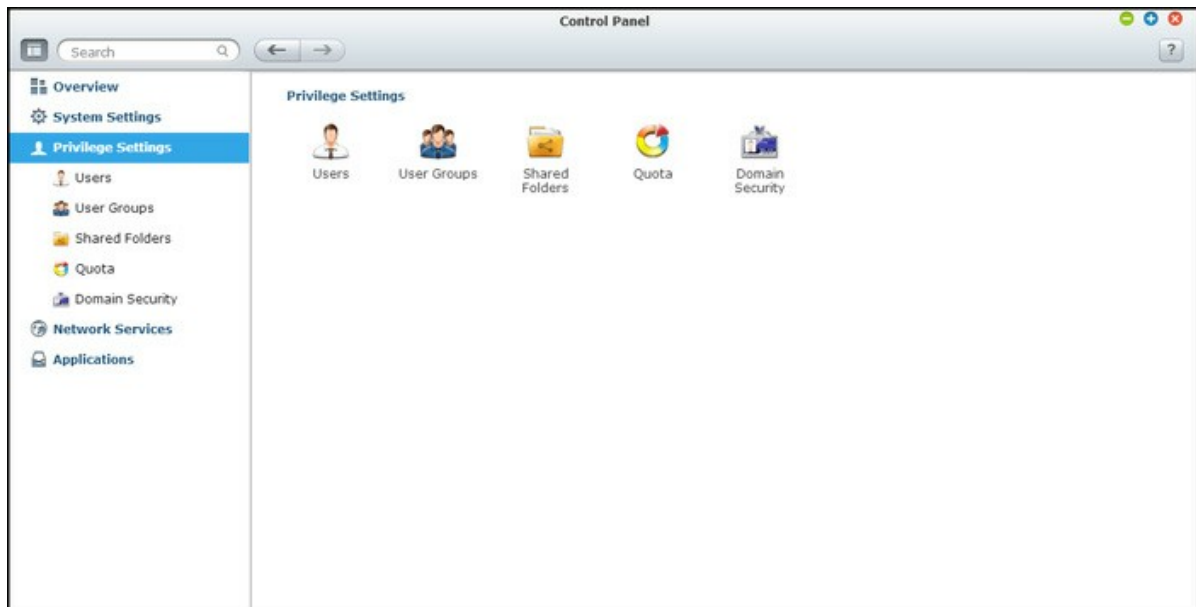 Control Panel
Search
?
Overview
System Settings
Privilege Settings
Users
User Groups
Shared Folders
Quota
Domain Security
Network Services
Applications
Privilege Settings
Users
User Groups
Shared
Folders
Quota
Domain
Security